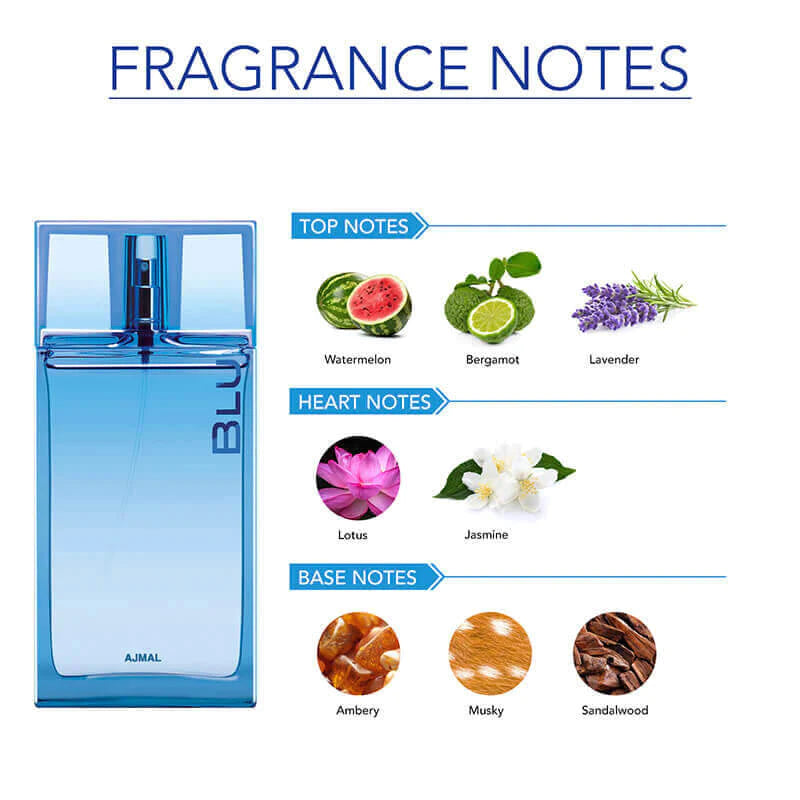 FRAGRANCE NOTES
TOP NOTES
Watermelon
Bergamot
Lavender
BLU
HEART NOTES
Lotus
Jasmine
BASE NOTES
AJMAL
Ambery
Musky
Sandalwood